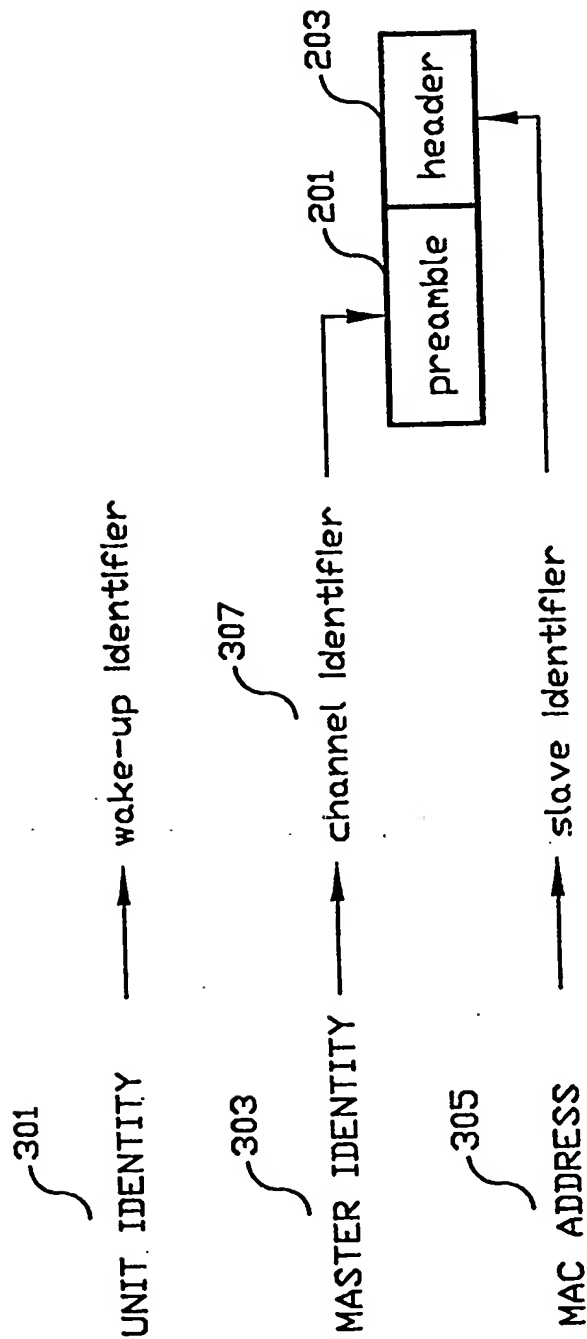 301
UNIT IDENTITY
wake-up identifier
303
MASTER IDENTITY
307
channel identifier
201
203
preamble
header
305
MAC ADDRESS
slave identifier